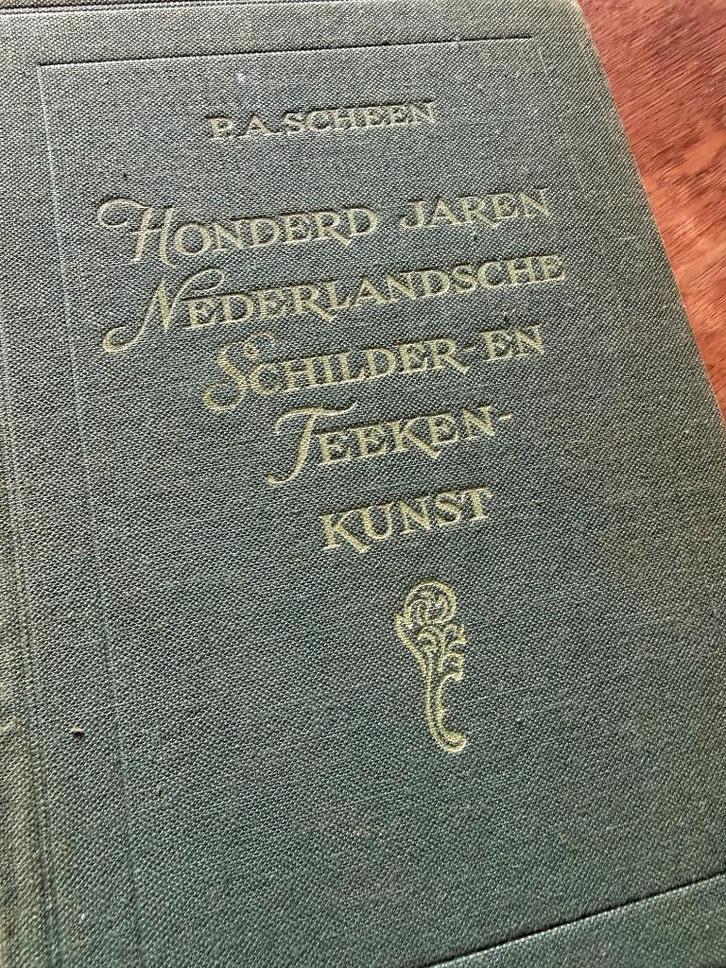 P.A. SCHEEN
HONDERD JAREN
NEDERLANDSCHE
SCHILDER-EN
TEEKEN-
KUNST